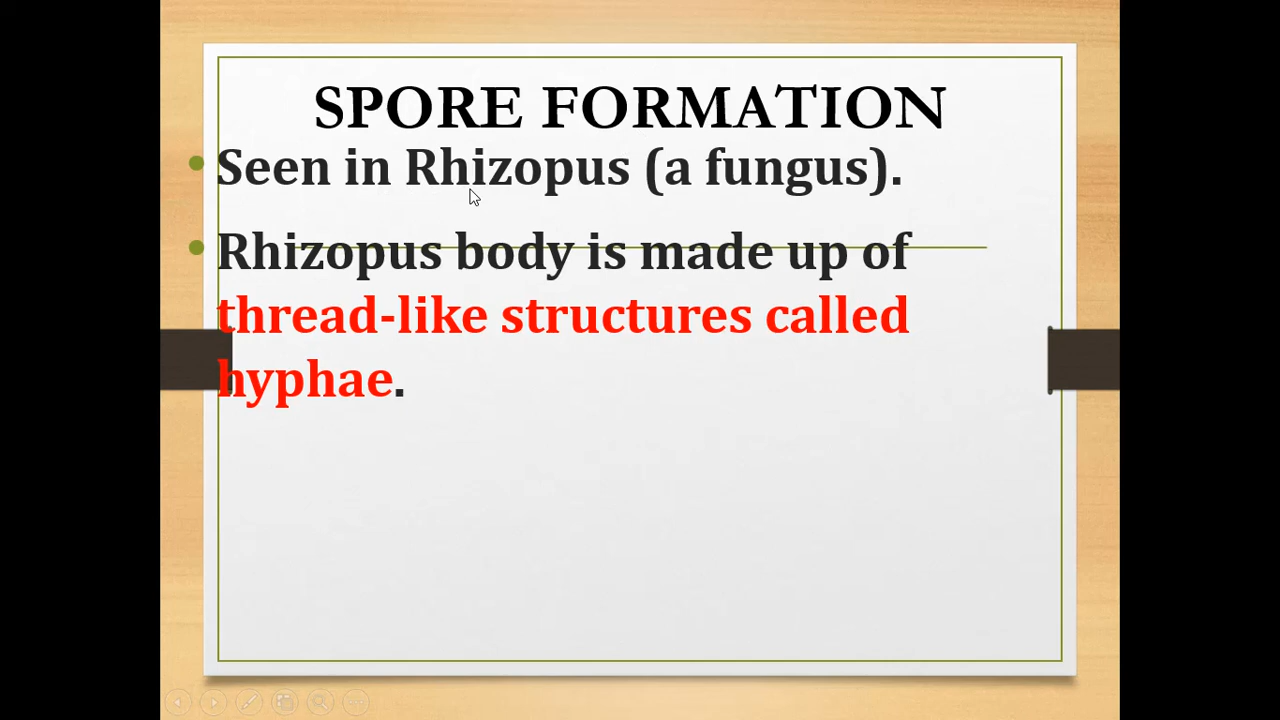 SPORE FORMATION
• Seen in Rhizopus (a fungus).
• Rhizopus body is made up of
thread-like structures called
hyphae.